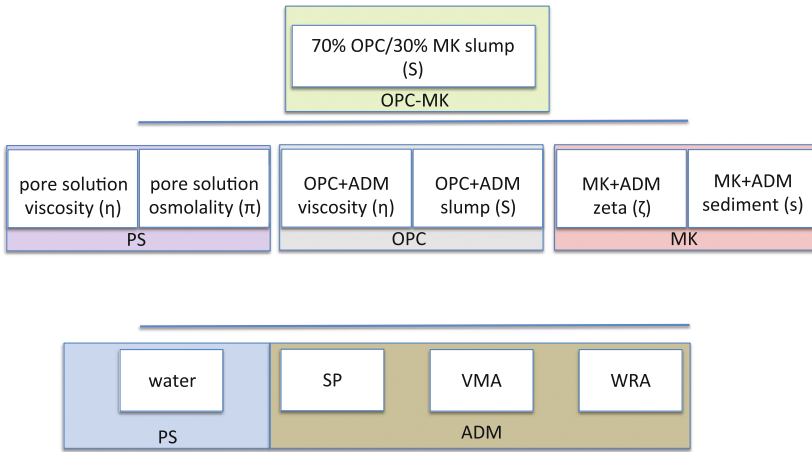 70% OPC/30% MK slump
(S)
OPC-MK
pore solution
viscosity (η)
pore solution
osmolality (π)
PS
OPC+ADM
viscosity (η)
OPC+ADM
slump (S)
OPC
MK+ADM
zeta (ζ)
MK+ADM
sediment (s)
MK
water
PS
SP
VMA
WRA
ADM